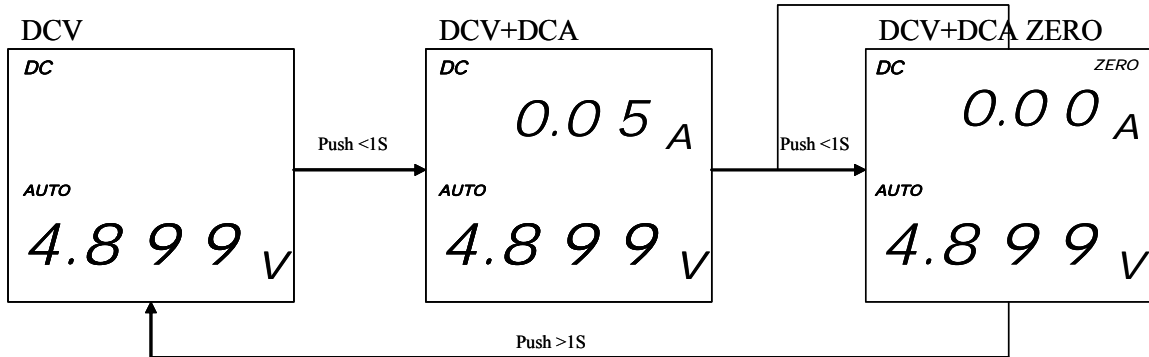 DCV
DC
AUTO
4.899 V
Push <1S
DCV+DCA
DC
0.05 A
AUTO
4.899 V
Push <1S
DCV+DCA ZERO
DC ZERO
0.00 A
AUTO
4.899 V
Push >1S